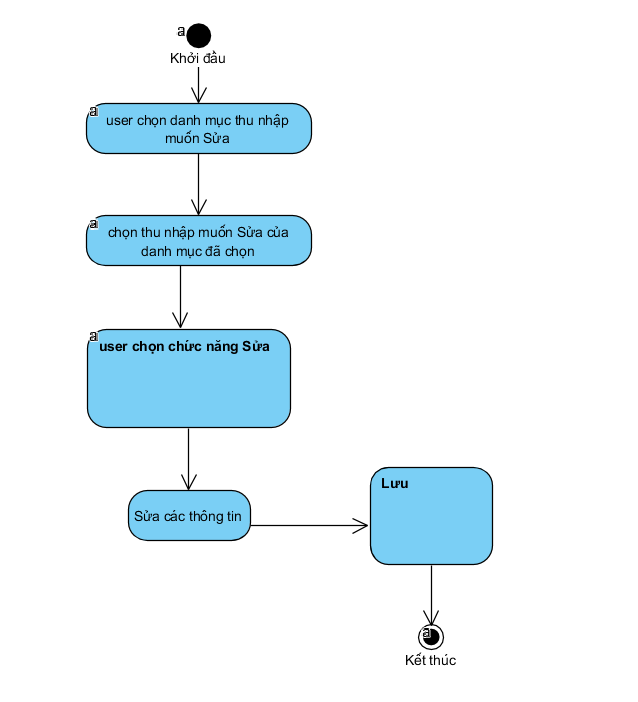 a
Khởi đầu
a
user chọn danh mục thu nhập
muốn Sửa
a
chọn thu nhập muốn Sửa của
danh mục đã chọn
a
user chọn chức năng Sửa
Sửa các thông tin
Lưu
a
Kết thúc